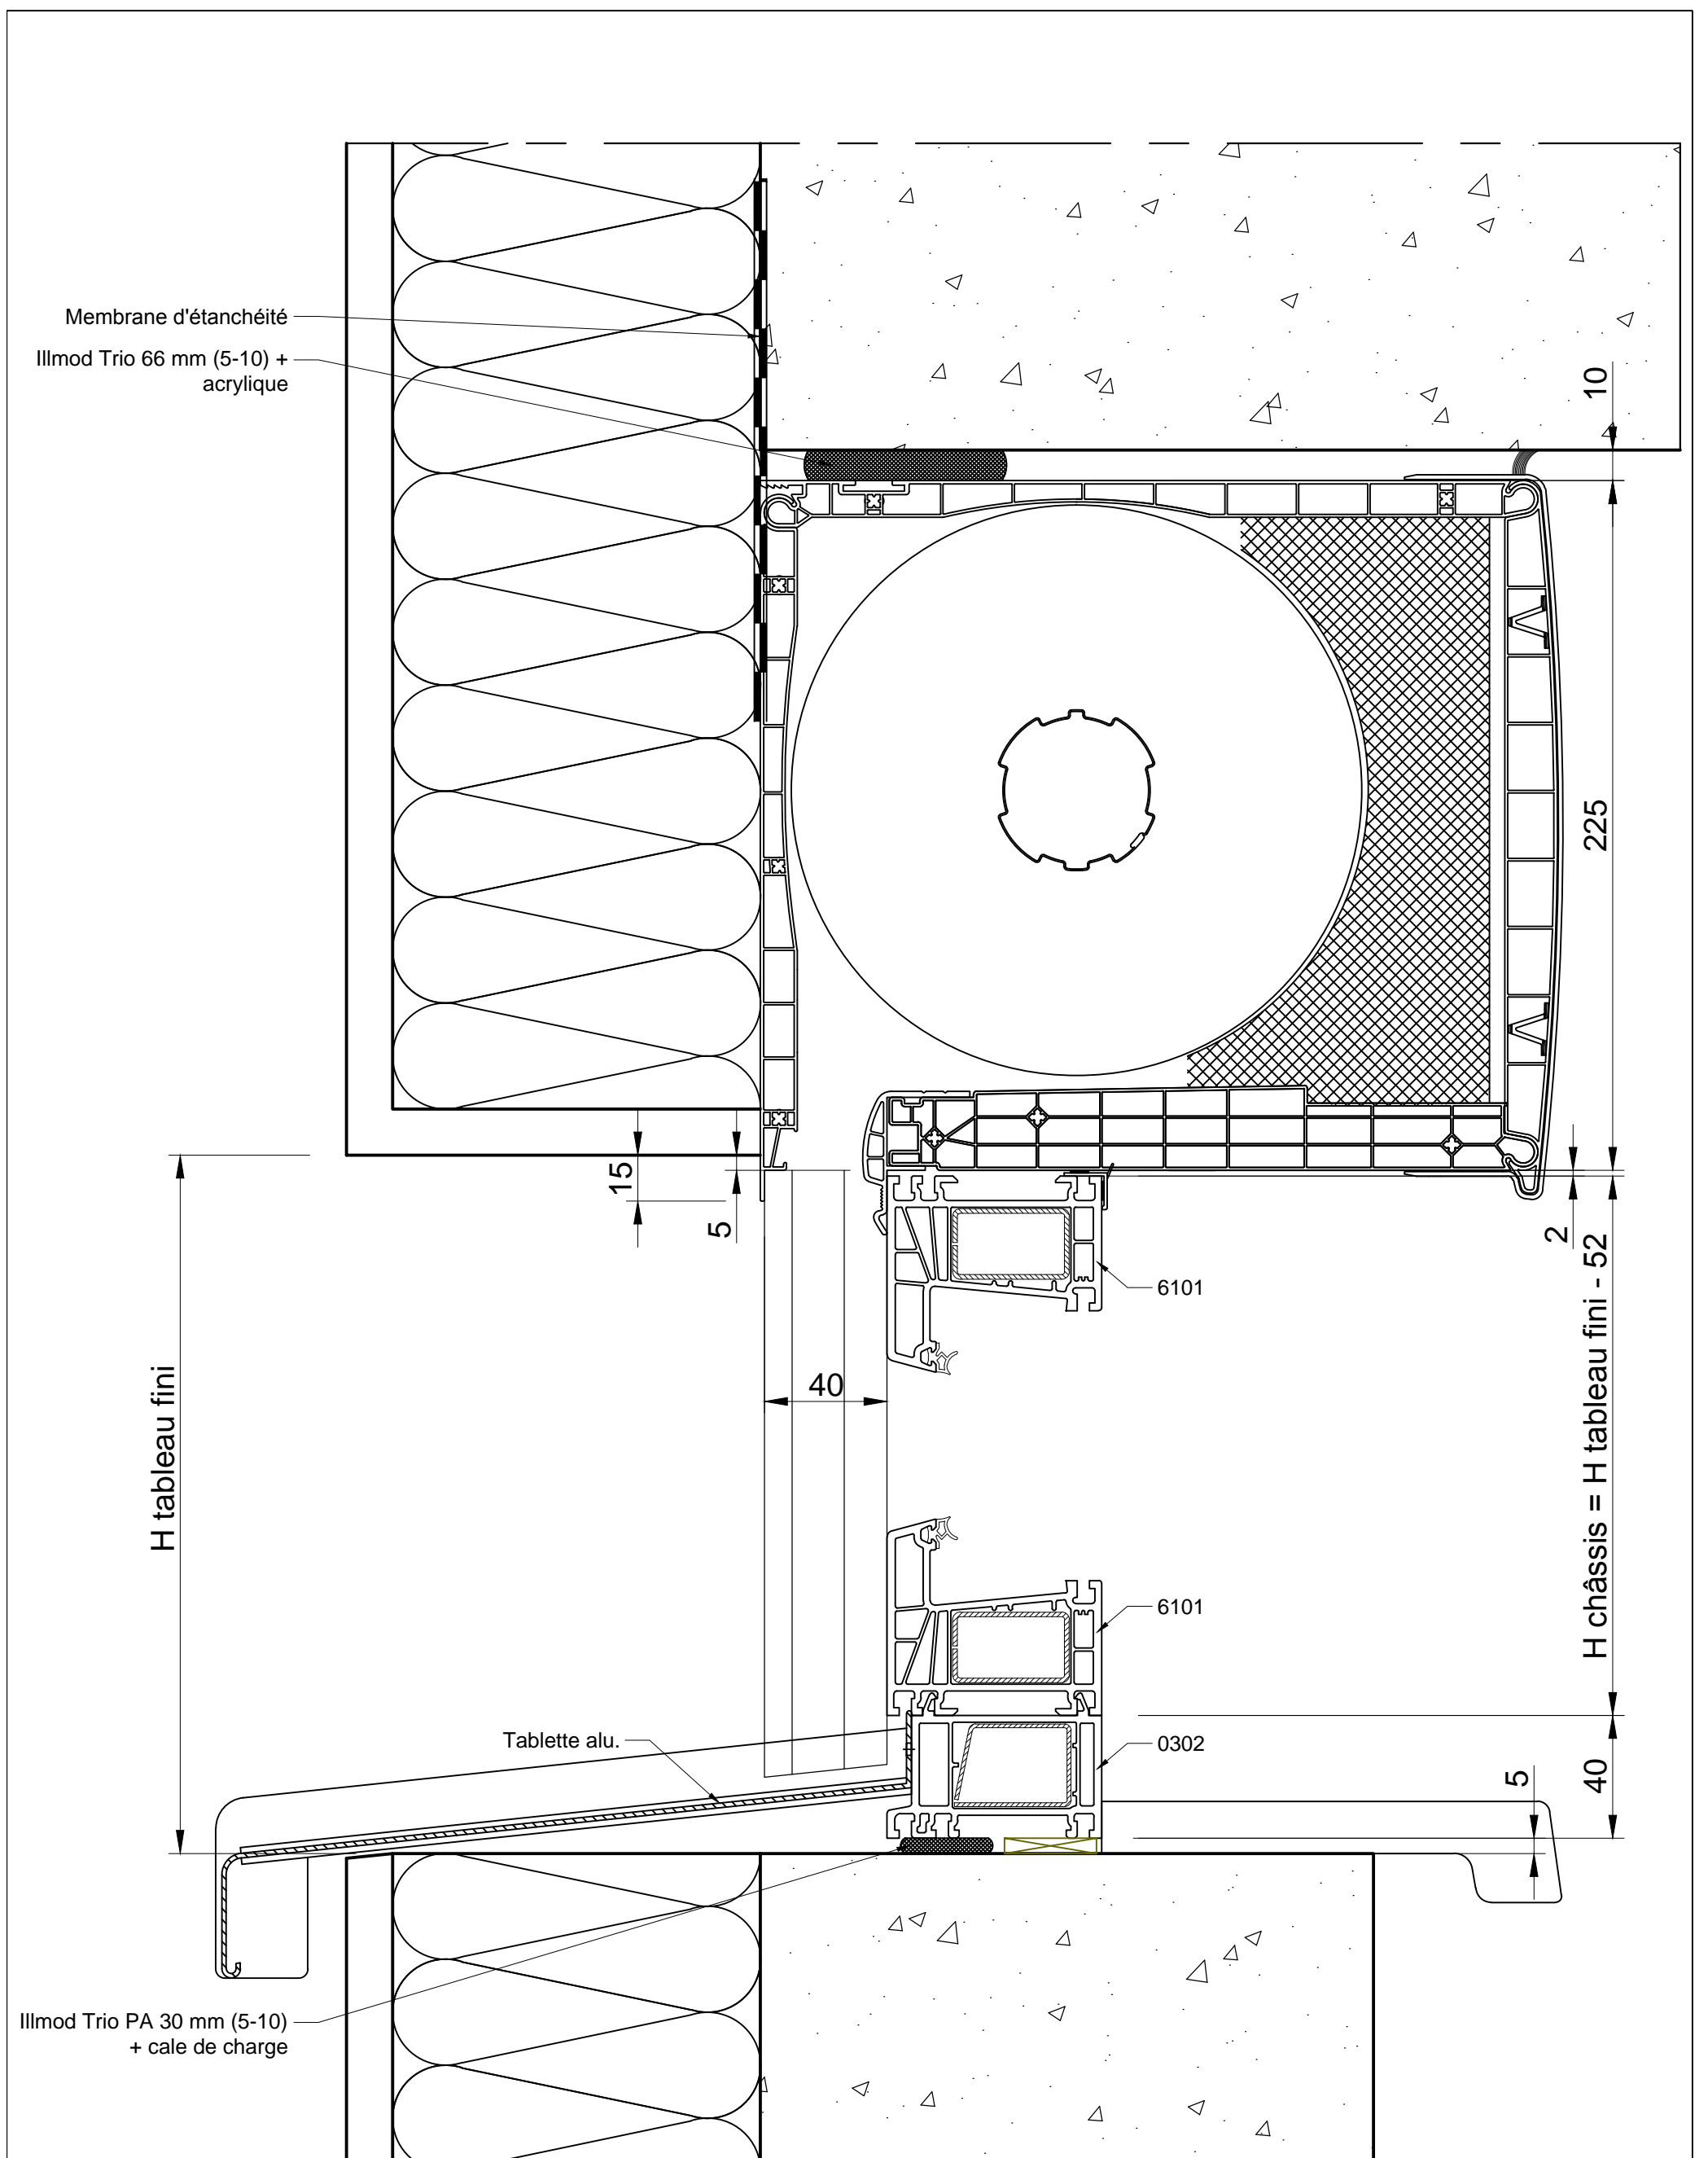 Membrane d'étanchéité
Illmod Trio 66 mm (5-10) +
acrylique
10
225
15
5
2
6101
H châssis = H tableau fini - 52
H tableau fini
40
6101
Tablette alu.
0302
5
40
Illmod Trio PA 30 mm (5-10)
+ cale de charge